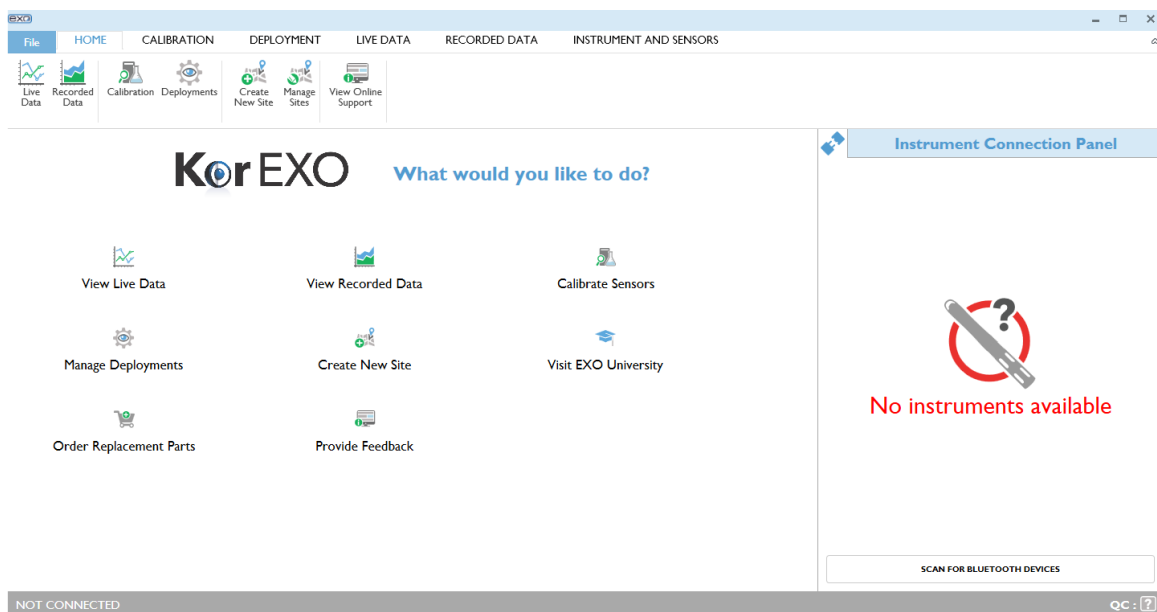 exo
File HOME CALIBRATION DEPLOYMENT LIVE DATA RECORDED DATA INSTRUMENT AND SENSORS
Live Data
Recorded Data
Calibration
Deployments
Create New Site
Manage Sites
View Online Support
Instrument Connection Panel
Kor EXO What would you like to do?
View Live Data View Recorded Data Calibrate Sensors
Manage Deployments Create New Site Visit EXO University
Order Replacement Parts Provide Feedback
?
No instruments available
SCAN FOR BLUETOOTH DEVICES
NOT CONNECTED QC : ?